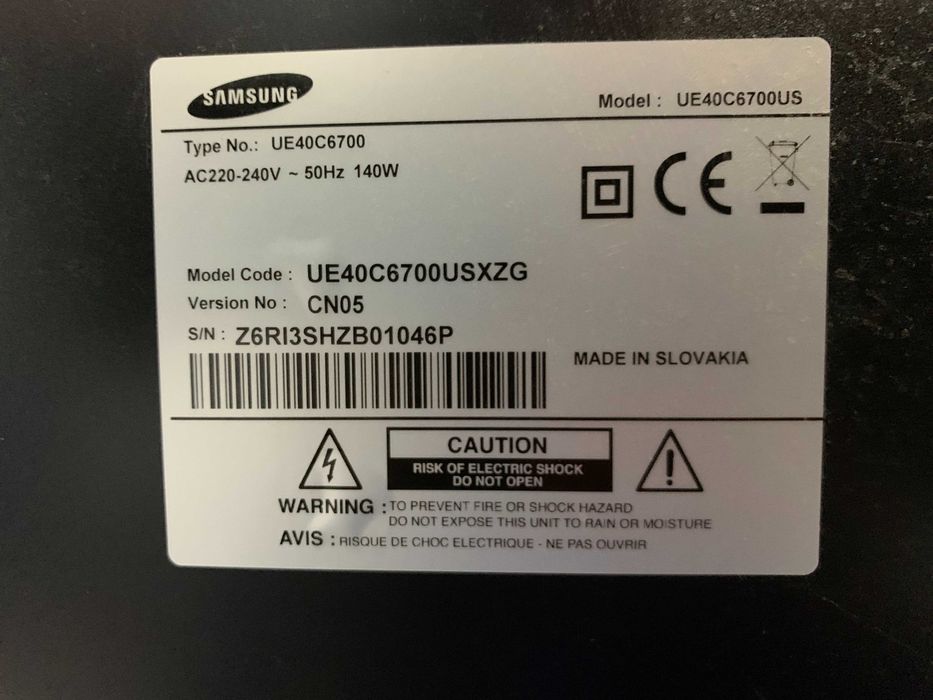 SAMSUNG
Model : UE40C6700US
Type No.: UE40C6700
AC220-240V ~ 50Hz 140W
CE
Model Code : UE40C6700USXZG
Version No : CN05
S/N : Z6RI3SHZB01046P
MADE IN SLOVAKIA
CAUTION
RISK OF ELECTRIC SHOCK
DO NOT OPEN
WARNING : TO PREVENT FIRE OR SHOCK HAZARD
DO NOT EXPOSE THIS UNIT TO RAIN OR MOISTURE
AVIS : RISQUE DE CHOC ELECTRIQUE - NE PAS OUVRIR